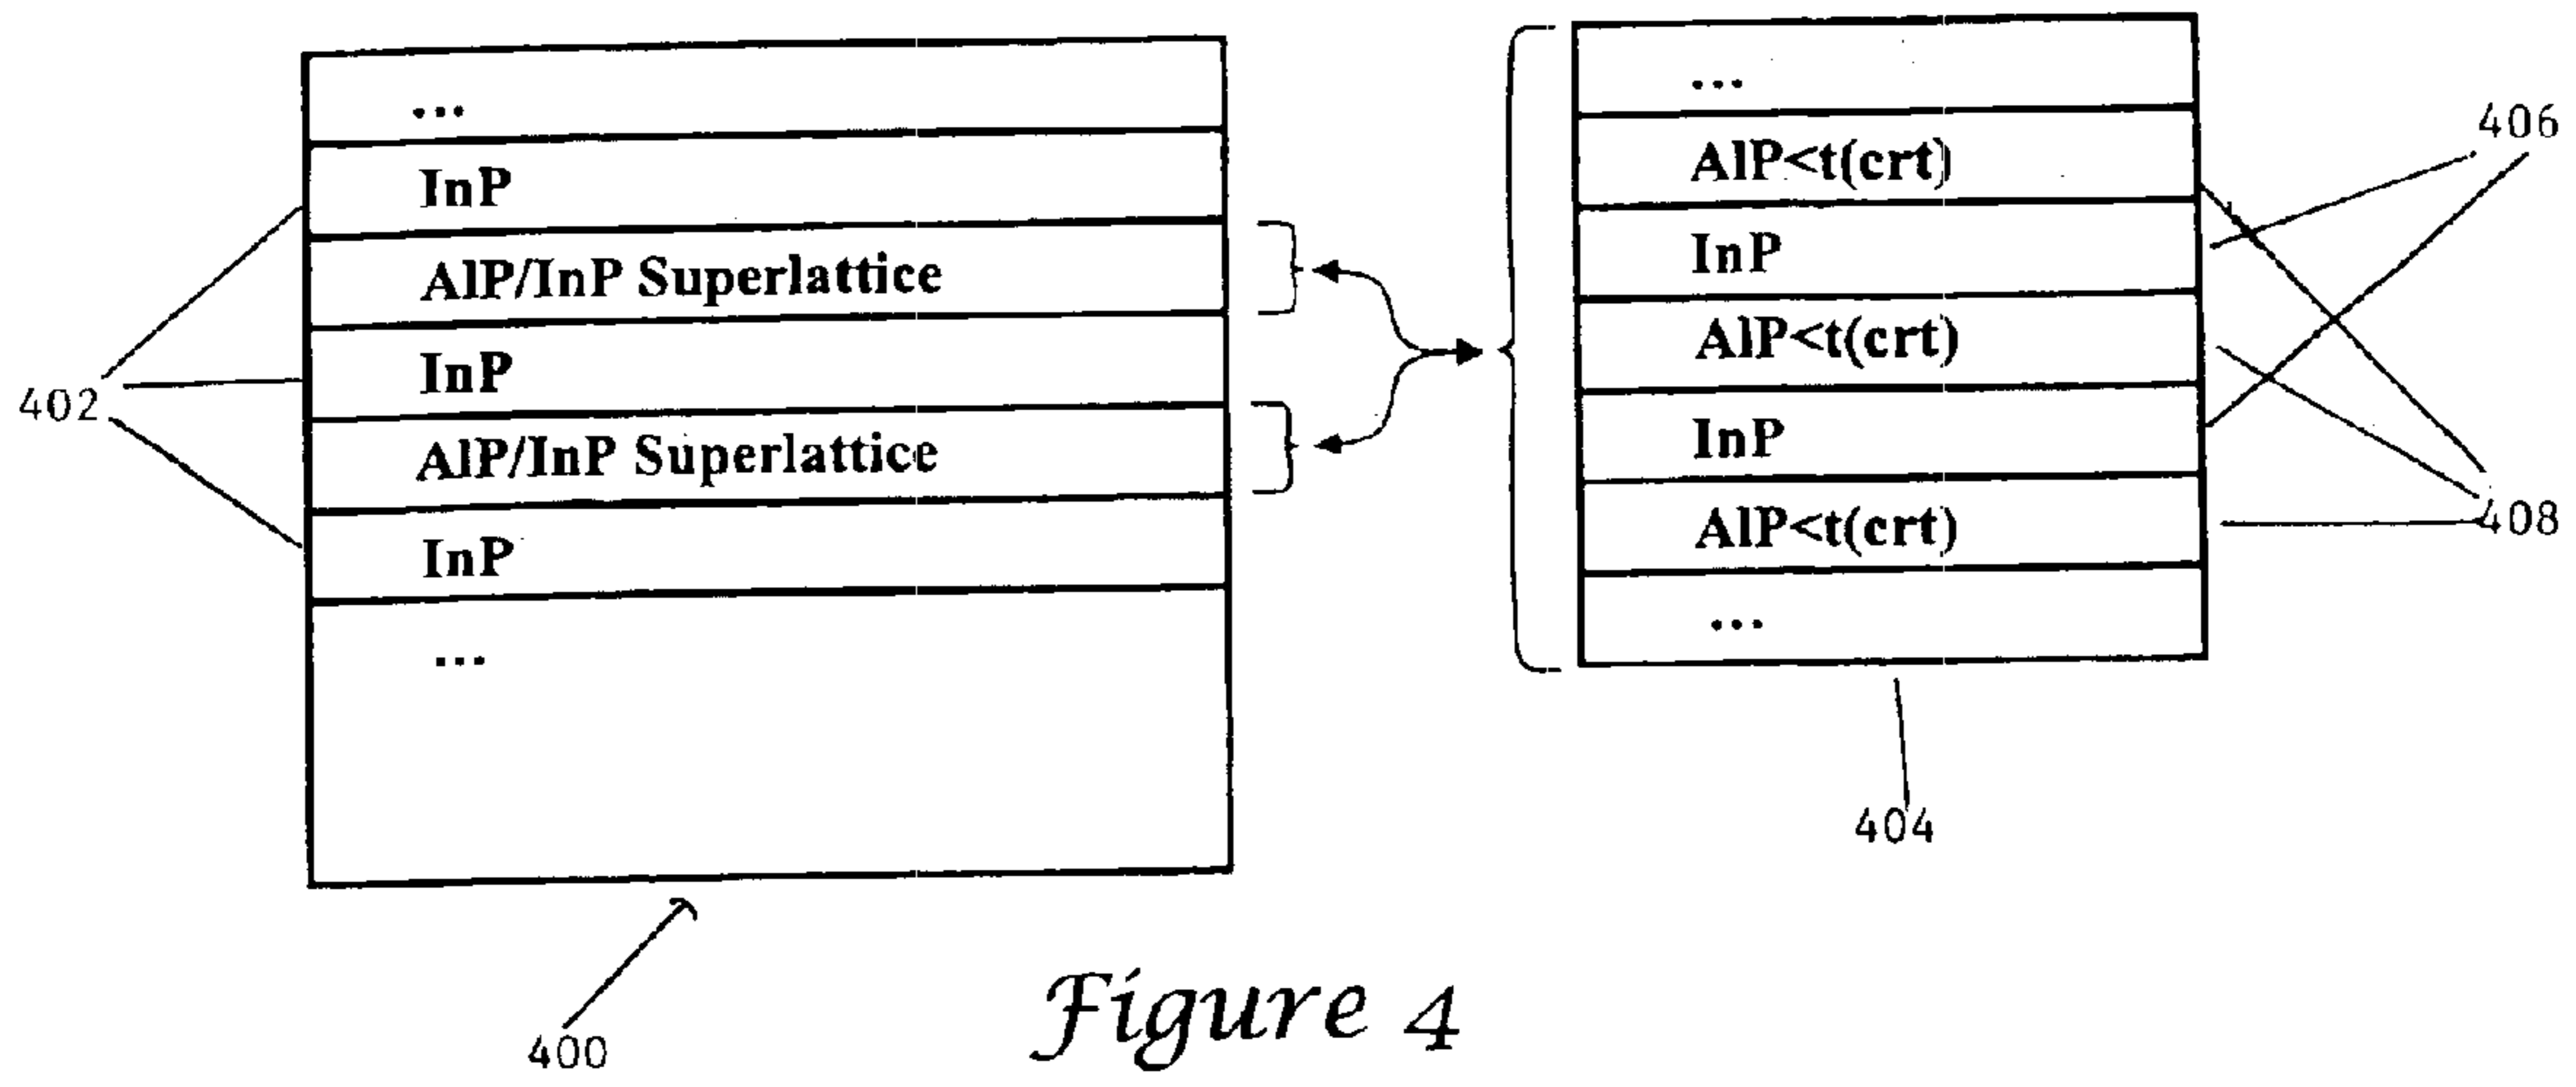 ...
InP
AlP/InP Superlattice
InP
AlP/InP Superlattice
InP
...
402
400
...
AlP<t(crt)
InP
AlP<t(crt)
InP
AlP<t(crt)
...
406
408
404
Figure 4